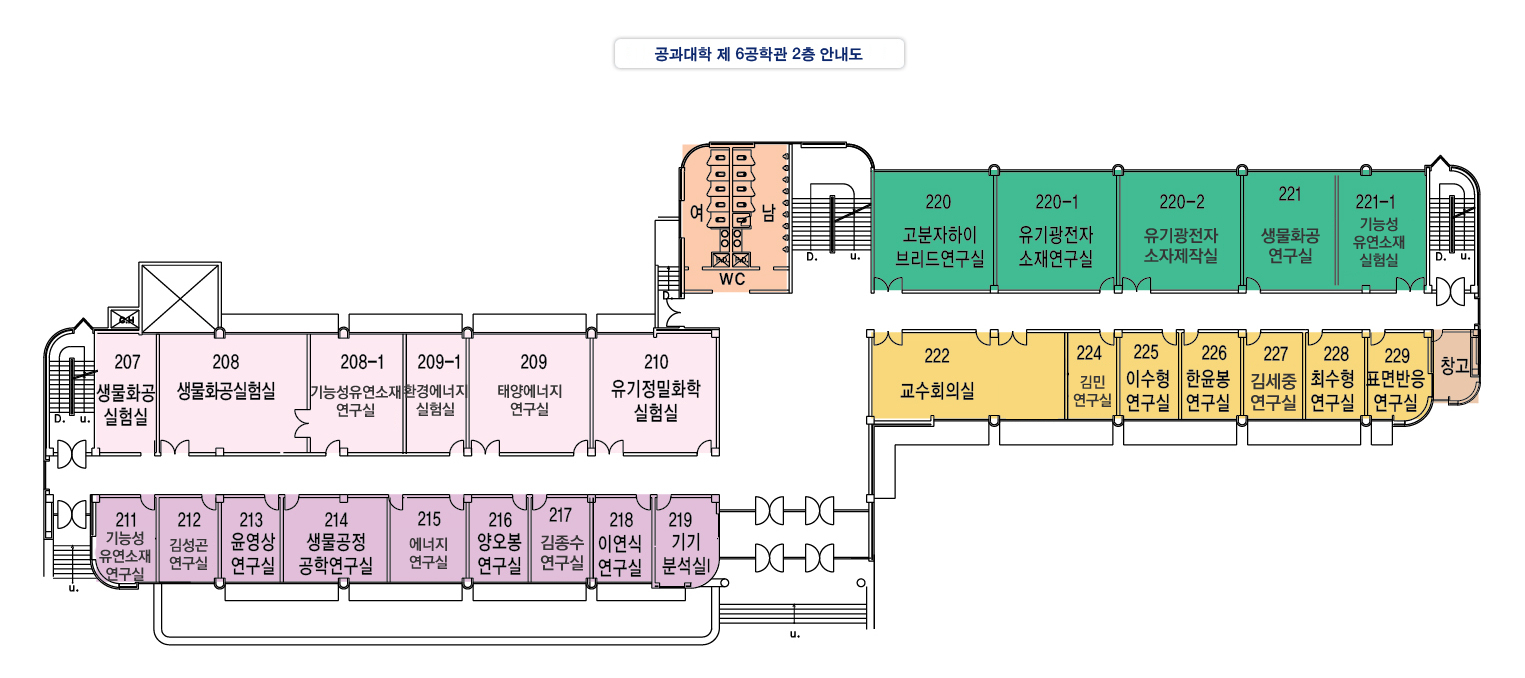 공과대학 제 6공학관 2층 안내도
여
남
WC
D.
u.
220
고분자하이
브리드연구실
220-1
유기광전자
소재연구실
220-2
유기광전자
소자제작실
221
생물화공
연구실
221-1
기능성
유연소재
실험실
D.
u.
222
교수회의실
224
김민
연구실
225
이수형
연구실
226
한윤봉
연구실
227
김세중
연구실
228
최수형
연구실
229
표면반응
연구실
창고
D.
u.
207
생물화공
실험실
208
생물화공실험실
208-1
기능성유연소재
연구실
209-1
환경에너지
실험실
209
태양에너지
연구실
210
유기정밀화학
실험실
211
기능성
유연소재
연구실
212
김성곤
연구실
213
윤영상
연구실
214
생물공정
공학연구실
215
에너지
연구실
216
양오봉
연구실
217
김종수
연구실
218
이연식
연구실
219
기기
분석실
u.
u.